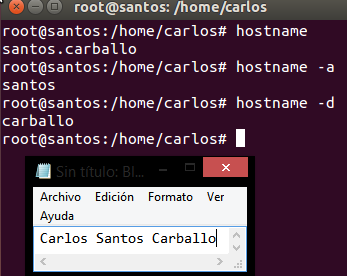 root@santos: /home/carlos
root@santos:/home/carlos# hostname
santos.carballo
root@santos:/home/carlos# hostname -a
santos
root@santos:/home/carlos# hostname -d
carballo
root@santos:/home/carlos#
Sin título: Bl...
Archivo Edición Formato Ver
Ayuda
Carlos Santos Carballo